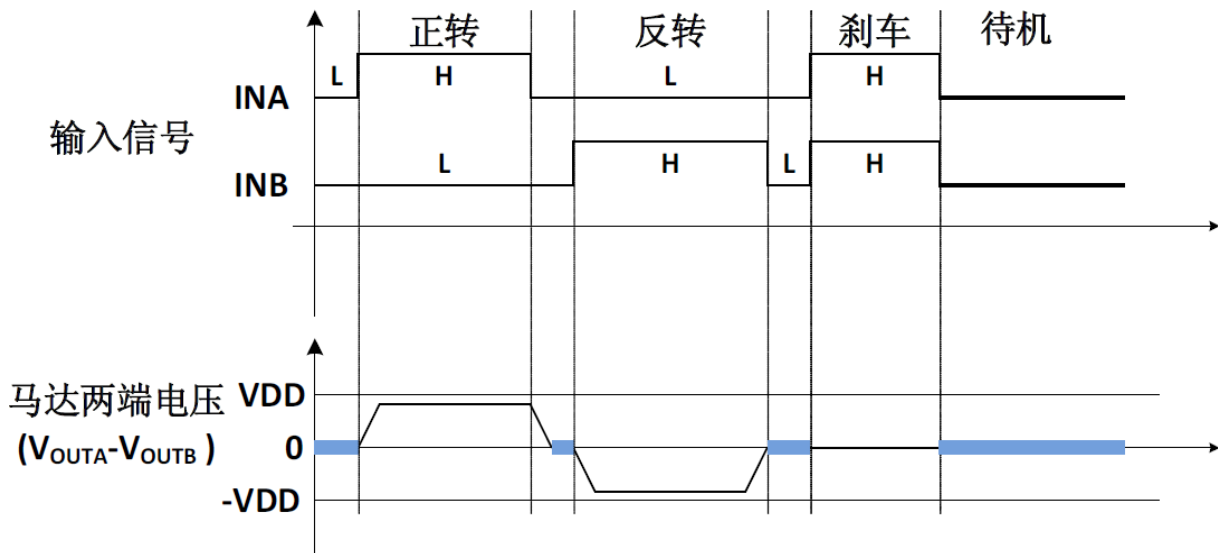 正转 反转 刹车 待机
L H L H
INA
输入信号
L H L H
INB
马达两端电压 VDD
(VOUTA-VOUTB ) 0
-VDD